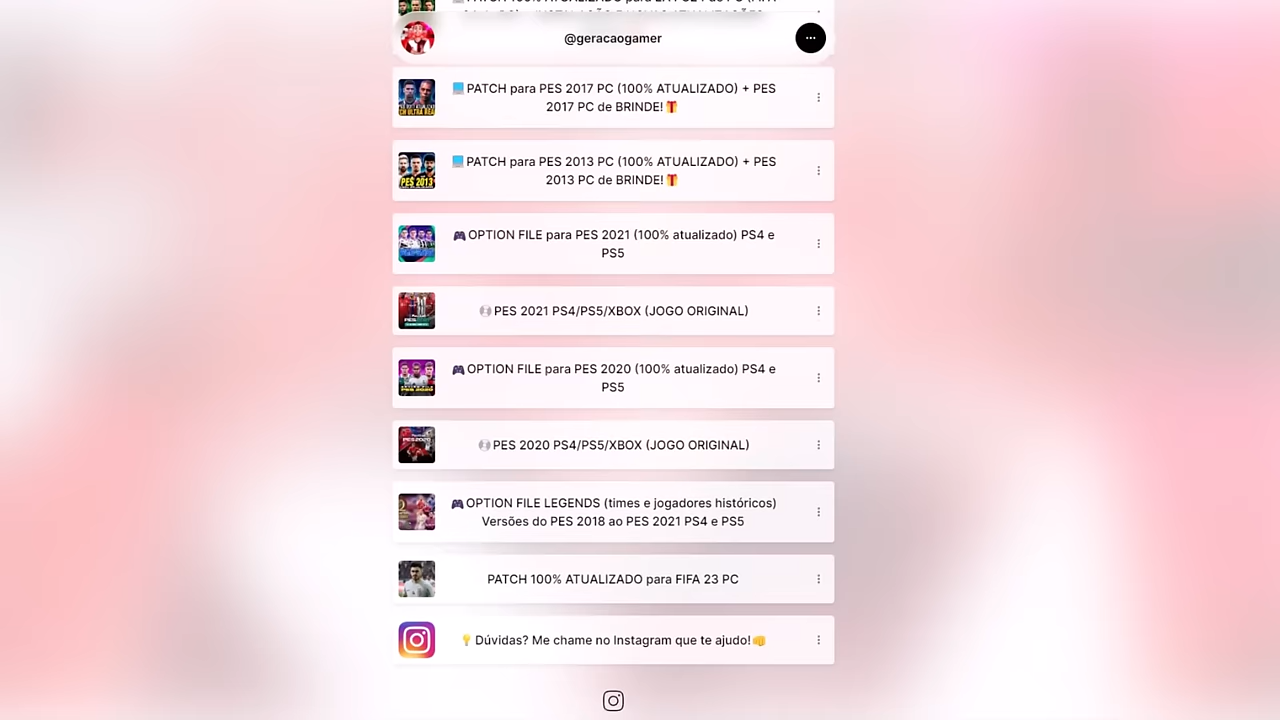 @geracaogamer
PATCH para PES 2017 PC (100% ATUALIZADO) + PES
2017 PC de BRINDE!
PATCH para PES 2013 PC (100% ATUALIZADO) + PES
2013 PC de BRINDE!
PES 2013
OPTION FILE para PES 2021 (100% atualizado) PS4 e
PS5
PES 2021 PS4/PS5/XBOX (JOGO ORIGINAL)
OPTION FILE para PES 2020 (100% atualizado) PS4 e
PS5
PES 2020 PS4/PS5/XBOX (JOGO ORIGINAL)
OPTION FILE LEGENDS (times e jogadores históricos)
Versões do PES 2018 ao PES 2021 PS4 e PS5
PATCH 100% ATUALIZADO para FIFA 23 PC
Dúvidas? Me chame no Instagram que te ajudo!